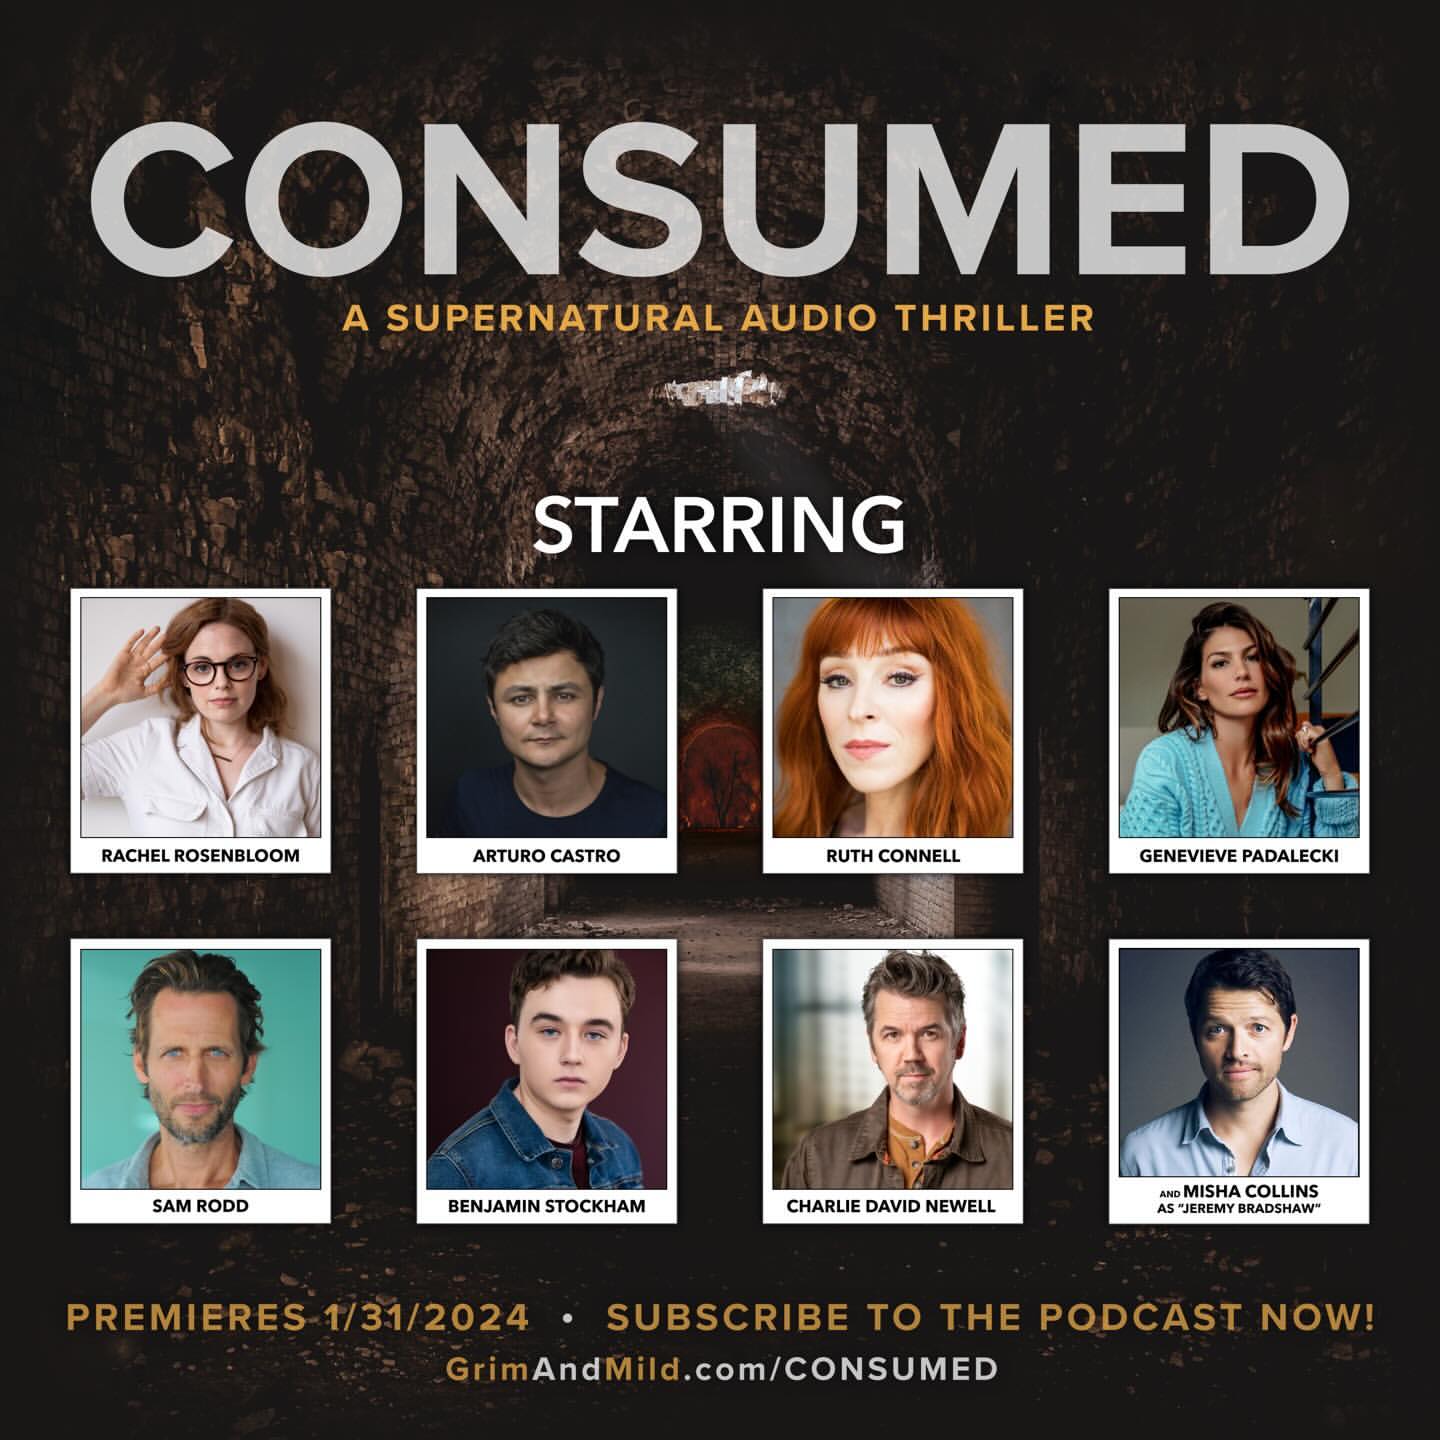 CONSUMED
A SUPERNATURAL AUDIO THRILLER
STARRING
RACHEL ROSENBLOOM
ARTURO CASTRO
RUTH CONNELL
GENEVIEVE PADALECKI
SAM RODD
BENJAMIN STOCKHAM
CHARLIE DAVID NEWELL
AND MISHA COLLINS
AS "JEREMY BRADSHAW"
PREMIERES 1/31/2024 • SUBSCRIBE TO THE PODCAST NOW!
GrimAndMild.com/CONSUMED